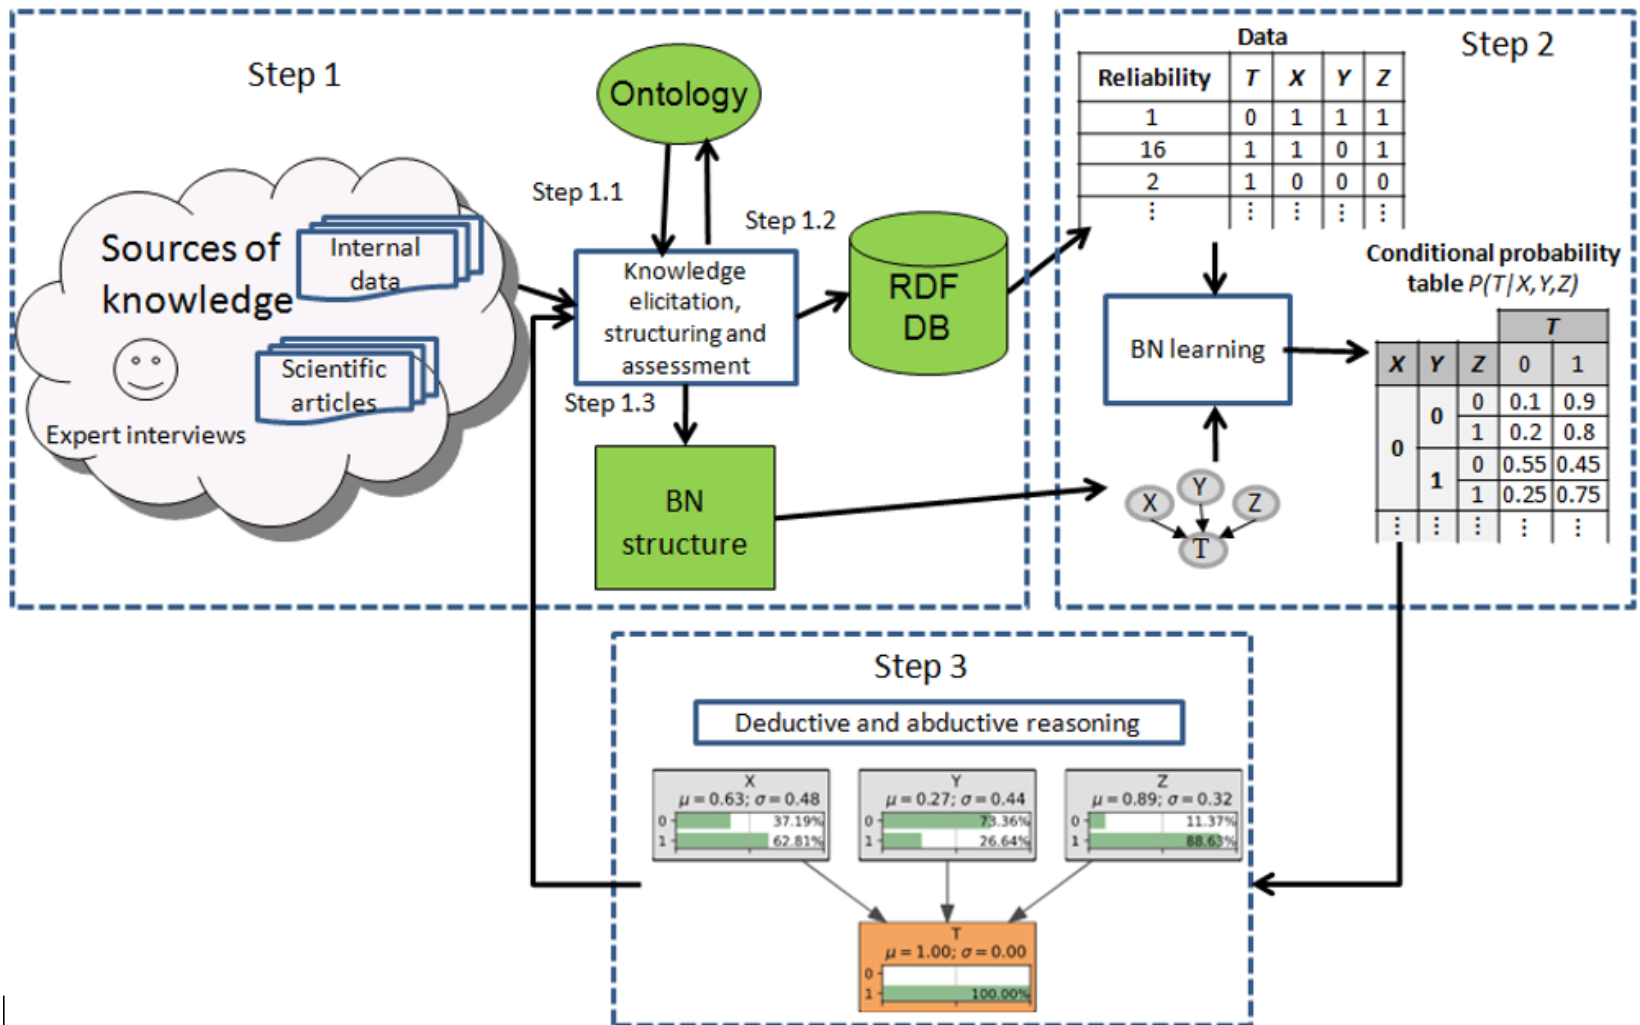 Step 1
Ontology
Step 1.1
Step 1.2
Sources of
knowledge
Internal
data
Scientific
articles
Expert interviews
Knowledge
elicitation,
structuring and
assessment
RDF
DB
Step 1.3
BN
structure
Step 2
Data
Reliability T X Y Z
1 0 1 1 1
16 1 1 0 1
2 1 0 0 0
⋮ ⋮ ⋮ ⋮ ⋮
BN learning
X Y Z
T
Conditional probability
table P(T|X,Y,Z)
T
X Y Z 0 1
0 0 0 0.1 0.9
1 0.2 0.8
1 0 0.55 0.45
1 0.25 0.75
⋮ ⋮ ⋮ ⋮ ⋮
Step 3
Deductive and abductive reasoning
X
μ = 0.63; σ = 0.48
0 37.19%
1 62.81%
Y
μ = 0.27; σ = 0.44
0 73.36%
1 26.64%
Z
μ = 0.89; σ = 0.32
0 11.37%
1 88.63%
T
μ = 1.00; σ = 0.00
0
1 100.00%